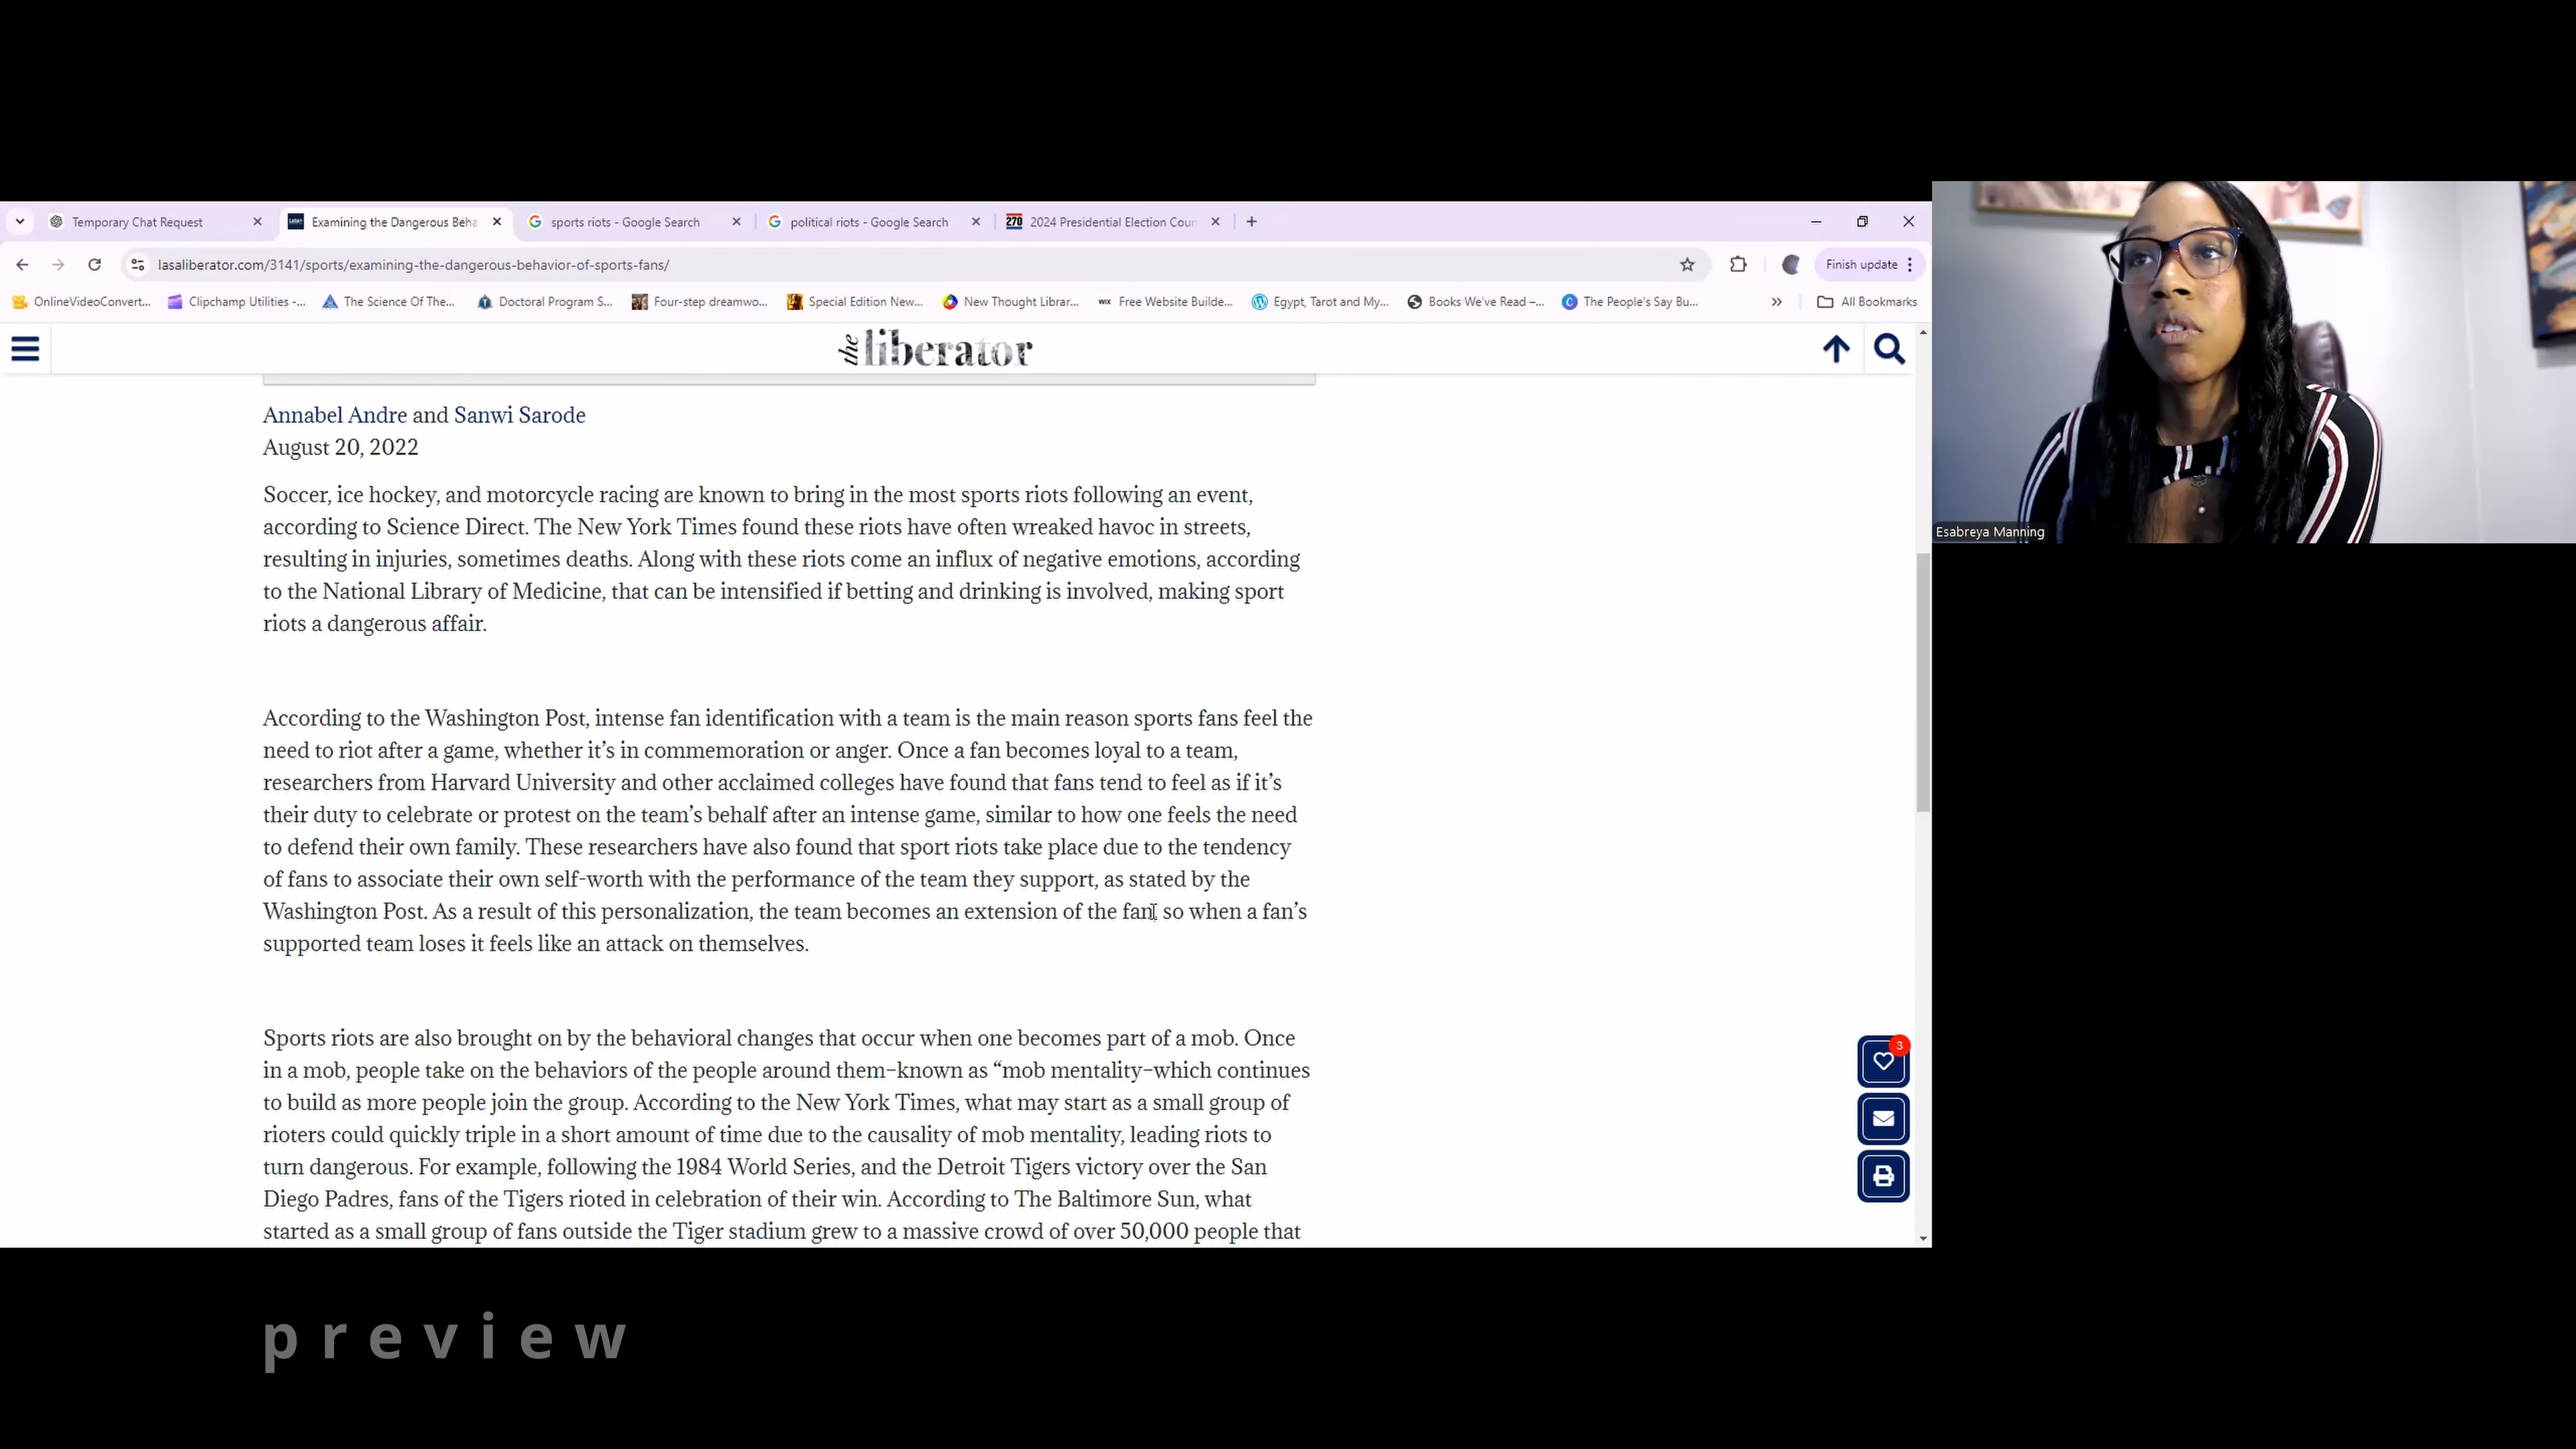 Temporary Chat Request
Examining the Dangerous Beha
sports riots - Google Search
political riots - Google Search
270
2024 Presidential Election Coun
lasaliberator.com/3141/sports/examining-the-dangerous-behavior-of-sports-fans/
Finish update
OnlineVideoConvert...
Clipchamp Utilities -...
The Science Of The...
Doctoral Program S...
Four-step dreamwo...
Special Edition New...
New Thought Librar...
WIX
Free Website Builde...
Egypt, Tarot and My...
Books We've Read –...
The People's Say Bu...
All Bookmarks
the liberator
Esabreya Manning
Annabel Andre and Sanwi Sarode
August 20, 2022
Soccer, ice hockey, and motorcycle racing are known to bring in the most sports riots following an event,
according to Science Direct. The New York Times found these riots have often wreaked havoc in streets,
resulting in injuries, sometimes deaths. Along with these riots come an influx of negative emotions, according
to the National Library of Medicine, that can be intensified if betting and drinking is involved, making sport
riots a dangerous affair.
According to the Washington Post, intense fan identification with a team is the main reason sports fans feel the
need to riot after a game, whether it's in commemoration or anger. Once a fan becomes loyal to a team,
researchers from Harvard University and other acclaimed colleges have found that fans tend to feel as if it's
their duty to celebrate or protest on the team's behalf after an intense game, similar to how one feels the need
to defend their own family. These researchers have also found that sport riots take place due to the tendency
of fans to associate their own self-worth with the performance of the team they support, as stated by the
Washington Post. As a result of this personalization, the team becomes an extension of the fan, so when a fan's
supported team loses it feels like an attack on themselves.
Sports riots are also brought on by the behavioral changes that occur when one becomes part of a mob. Once
in a mob, people take on the behaviors of the people around them–known as “mob mentality–which continues
to build as more people join the group. According to the New York Times, what may start as a small group of
rioters could quickly triple in a short amount of time due to the causality of mob mentality, leading riots to
turn dangerous. For example, following the 1984 World Series, and the Detroit Tigers victory over the San
Diego Padres, fans of the Tigers rioted in celebration of their win. According to The Baltimore Sun, what
started as a small group of fans outside the Tiger stadium grew to a massive crowd of over 50,000 people that
3
preview